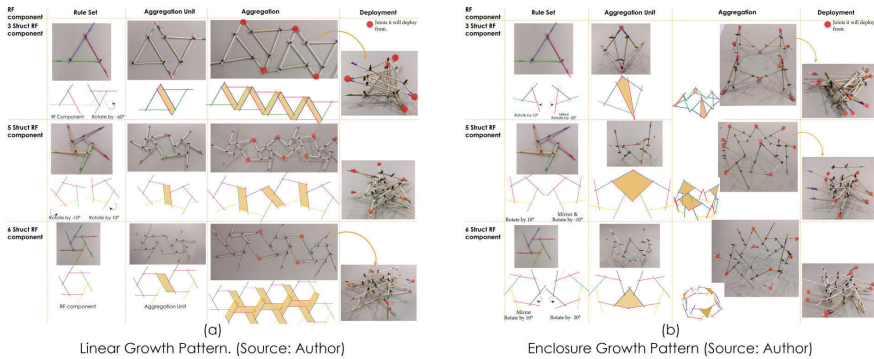 RF
component
Rule Set
Aggregation Unit
Aggregation
Deployment
3 Struct RF
component
Joints it will deploy
from.
RF Component
Rotate by -60°
5 Struct RF
component
Rotate by -10°
Rotate by 10°
6 Struct RF
component
RF component
Aggregation Unit
(a)
Linear Growth Pattern. (Source: Author)
RF
component
Rule Set
Aggregation Unit
Aggregation
Deployment
3 Struct RF
component
Joints it will deploy
from.
Rotate by 10°
Mirror
Rotate by -20°
5 Struct RF
component
Rotate by 10°
Mirror &
Rotate by -10°
6 Struct RF
component
Mirror
Rotate by 10°
Rotate by- 20°
(b)
Enclosure Growth Pattern (Source: Author)